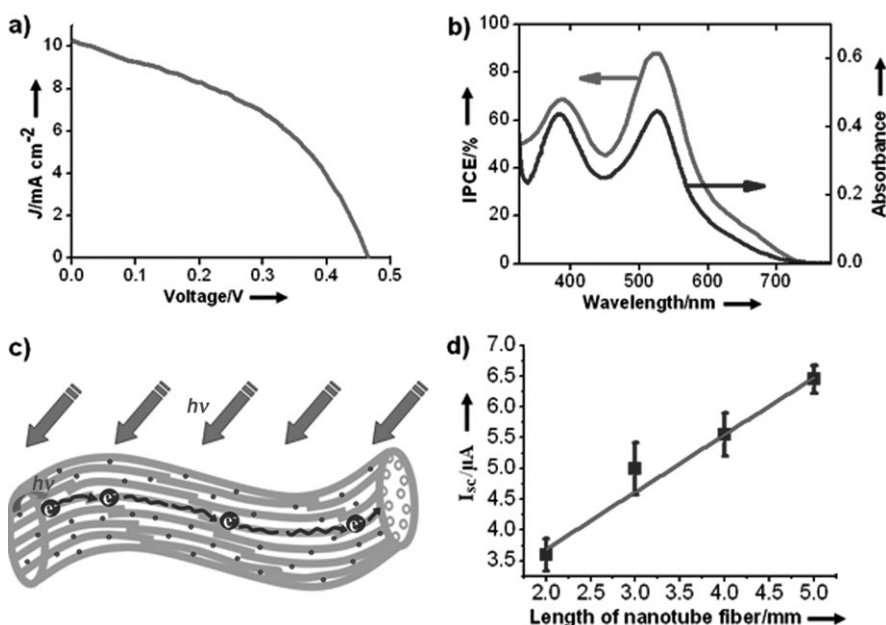 a)
10
8
6
4
2
0
J/mA cm-2
0.0 0.1 0.2 0.3 0.4 0.5
Voltage/V
b)
100
80
60
40
20
0
IPCE/%
0.6
0.4
0.2
0.0
Absorbance
400 500 600 700
Wavelength/nm
c)
hν
hν
e e e e
d)
7.0
6.5
6.0
5.5
5.0
4.5
4.0
3.5
Isc/μA
2.0 2.5 3.0 3.5 4.0 4.5 5.0
Length of nanotube fiber/mm